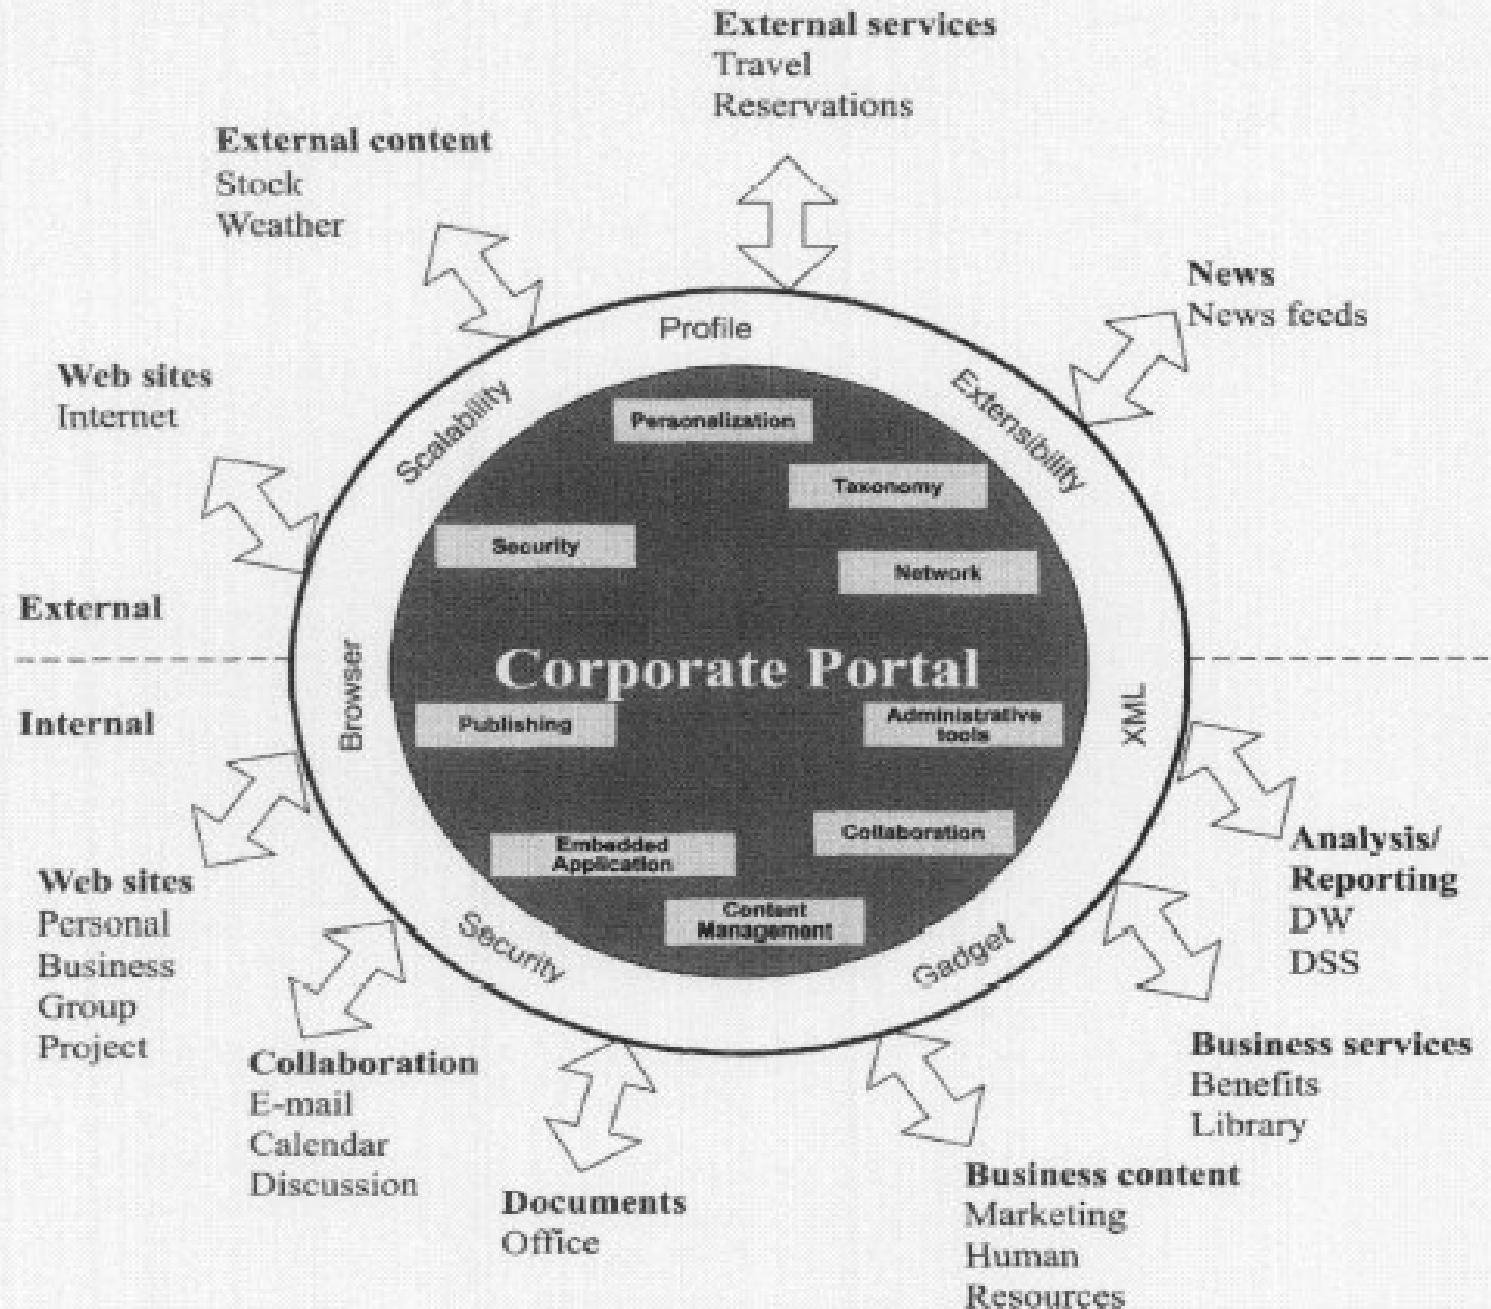 External services
Travel
Reservations
External content
Stock
Weather
News
News feeds
Web sites
Internet
Profile
Scalability
Extensibility
Personalization
Taxonomy
Security
Network
External
Corporate Portal
Internal
Browser
XML
Publishing
Administrative
tools
Collaboration
Embedded
Application
Content
Management
Security
Gadget
Web sites
Personal
Business
Group
Project
Collaboration
E-mail
Calendar
Discussion
Documents
Office
Analysis/
Reporting
DW
DSS
Business services
Benefits
Library
Business content
Marketing
Human
Resources